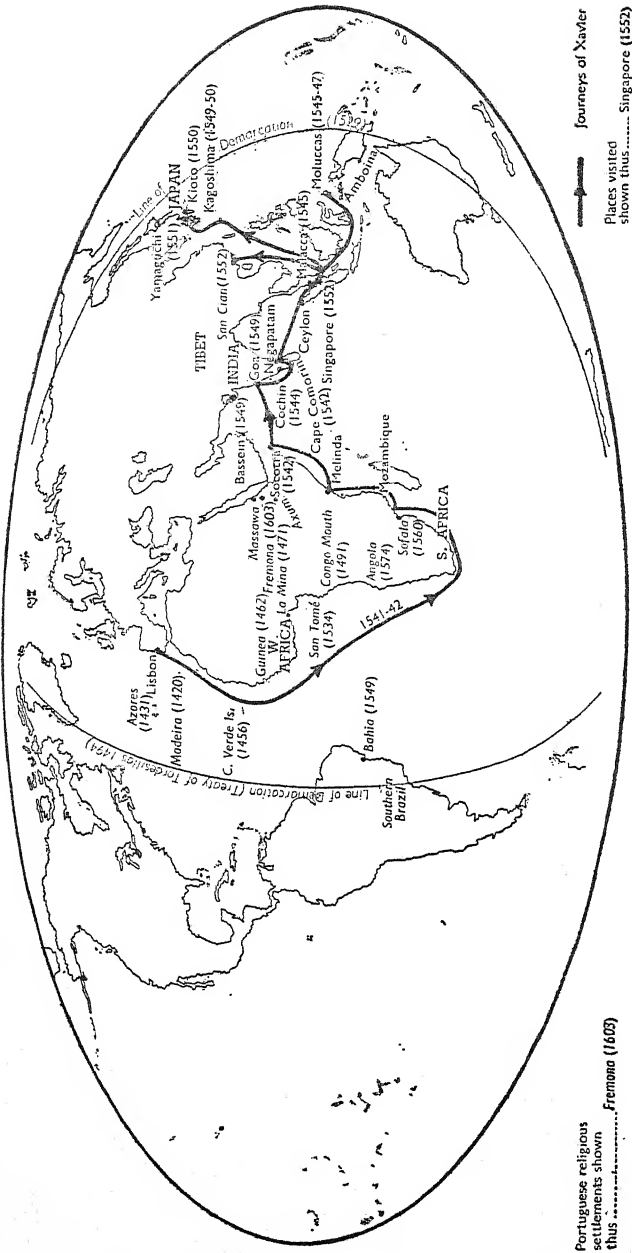 Azores
(1431)
Lisbon
Madeira (1420)
C. Verde Is.
(1456)
Line of Demarcation (Treaty of Tordesillas 1494)
Bahia (1549)
Southern
Brazil
1541-42
Guinea (1462)
W.
AFRICA
La Mina (1471)
San Tomé
(1534)
Congo Mouth
(1491)
Angola
(1574)
Sofala
(1560)
S. AFRICA
Mozambique
Melinda
Massawa
Fremona (1603)
Axum
Socotra
(1542)
Bassein (1549)
TIBET
INDIA
Goa (1549)
Negapatam
Cochin
(1544)
Cape Comorin
(1542)
Ceylon
Singapore (1552)
Malacca (1545)
Amboina
Moluccas (1545-47)
San Cian (1552)
Yamaguchi
(1551)
JAPAN
Kioto (1550)
Kagoshima (1549-50)
Line of Demarcation
Portuguese religious
settlements shown
thus Fremona (1603)
Journeys of Xavier
Places visited
shown thus Singapore (1552)